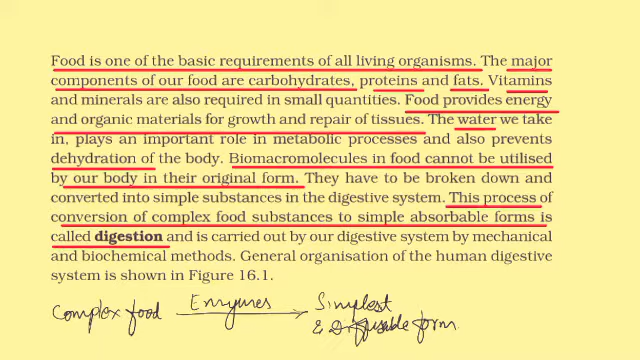 Food is one of the basic requirements of all living organisms. The major
components of our food are carbohydrates, proteins and fats. Vitamins
and minerals are also required in small quantities. Food provides energy
and organic materials for growth and repair of tissues. The water we take
in, plays an important role in metabolic processes and also prevents
dehydration of the body. Biomacromolecules in food cannot be utilised
by our body in their original form. They have to be broken down and
converted into simple substances in the digestive system. This process of
conversion of complex food substances to simple absorbable forms is
called digestion and is carried out by our digestive system by mechanical
and biochemical methods. General organisation of the human digestive
system is shown in Figure 16.1.
Complex food Enzymes Simplest
& Diffusable form